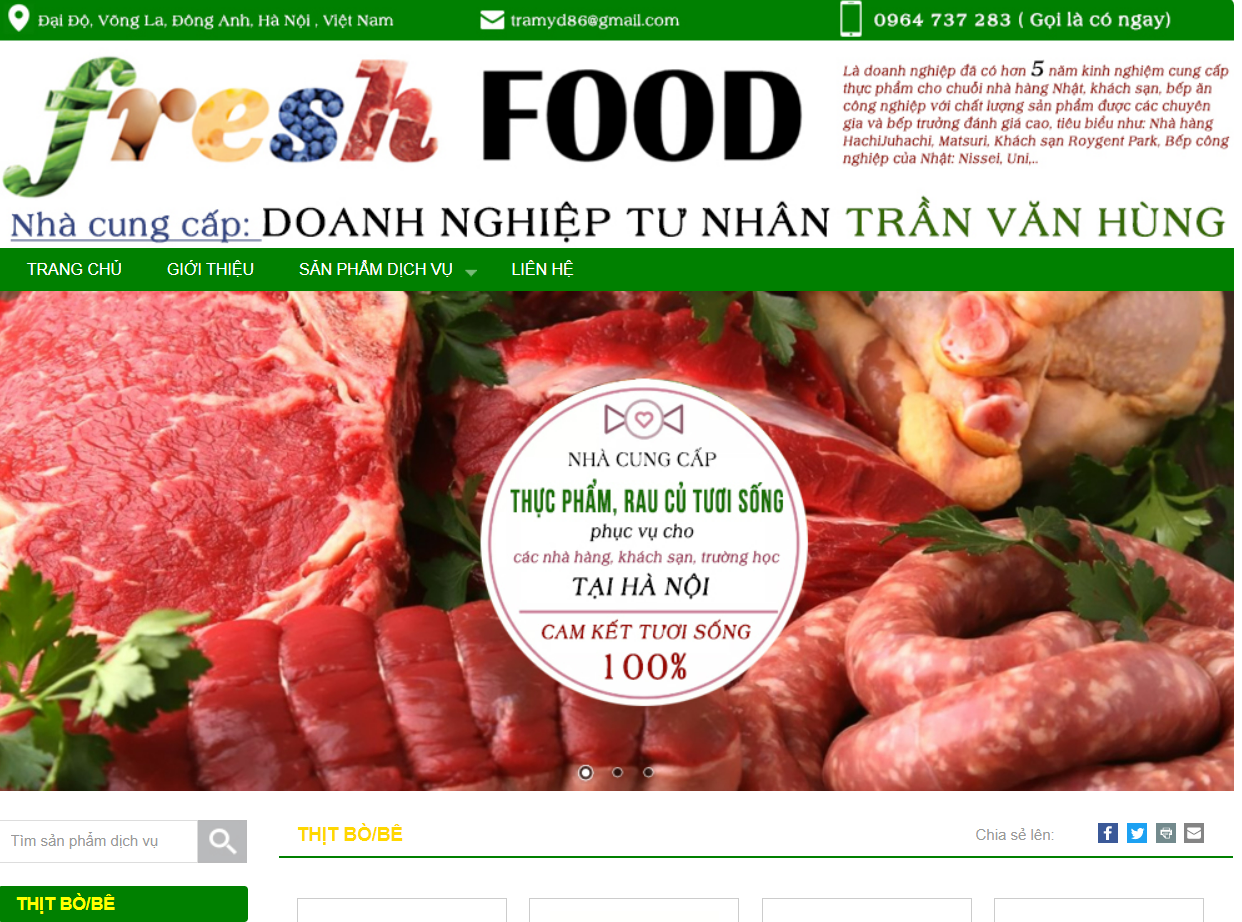 Đại Độ, Võng La, Đông Anh, Hà Nội , Việt Nam
tramyd86@gmail.com
0964 737 283 ( Gọi là có ngay)
fresh FOOD
Là doanh nghiệp đã có hơn 5 năm kinh nghiệm cung cấp
thực phẩm cho chuỗi nhà hàng Nhật, khách sạn, bếp ăn
công nghiệp với chất lượng sản phẩm được các chuyên
gia và bếp trưởng đánh giá cao, tiêu biểu như: Nhà hàng
HachiJuhachi, Matsuri, Khách sạn Roygent Park, Bếp công
nghiệp của Nhật: Nissei, Uni,..
Nhà cung cấp: DOANH NGHIỆP TƯ NHÂN TRẦN VĂN HÙNG
TRANG CHỦ
GIỚI THIỆU
SẢN PHẨM DỊCH VỤ
LIÊN HỆ
NHÀ CUNG CẤP
THỰC PHẨM, RAU CỦ TƯƠI SỐNG
phục vụ cho
các nhà hàng, khách sạn, trường học
TẠI HÀ NỘI
CAM KẾT TƯƠI SỐNG
100%
Tìm sản phẩm dịch vụ
THỊT BÒ/BÊ
Chia sẻ lên:
THỊT BÒ/BÊ